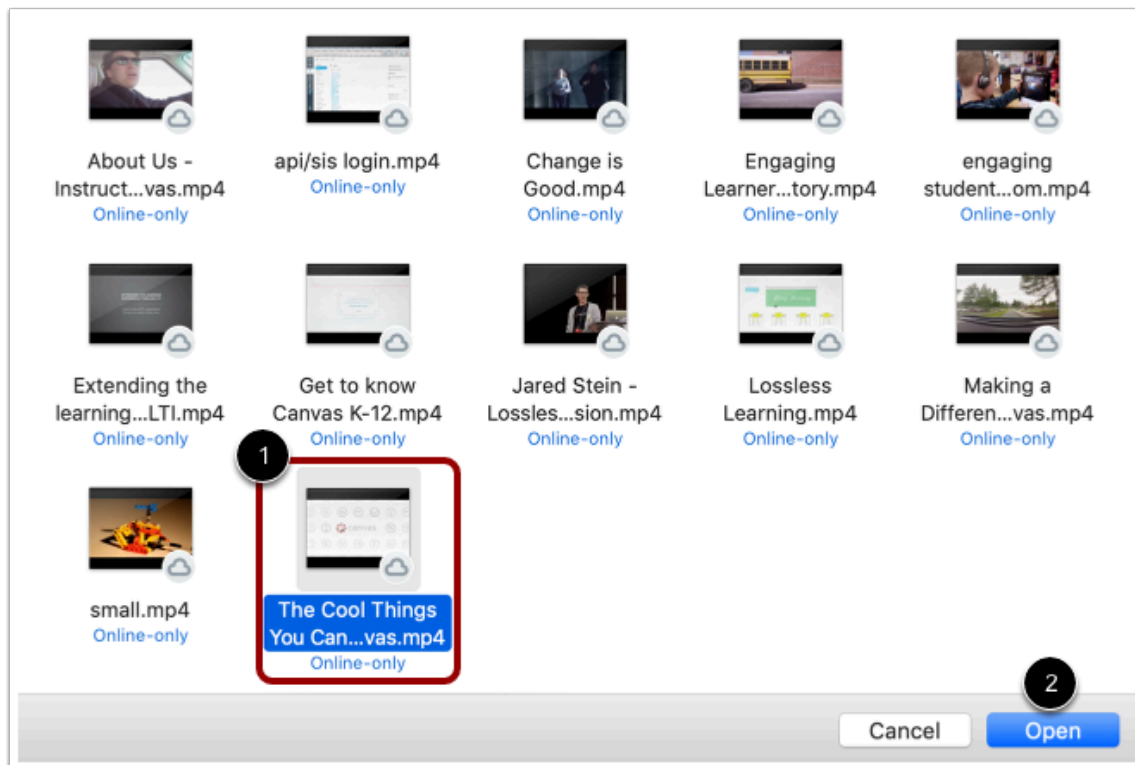 About Us -
Instruct...vas.mp4
Online-only
api/sis login.mp4
Online-only
Change is
Good.mp4
Online-only
Engaging
Learner...tory.mp4
Online-only
engaging
student...om.mp4
Online-only
Extending the
learning...LTI.mp4
Online-only
Get to know
Canvas K-12.mp4
Online-only
Jared Stein -
Lossles...sion.mp4
Online-only
Lossless
Learning.mp4
Online-only
Making a
Differen...vas.mp4
Online-only
small.mp4
Online-only
1
canvas
The Cool Things
You Can...vas.mp4
Online-only
2
Cancel
Open